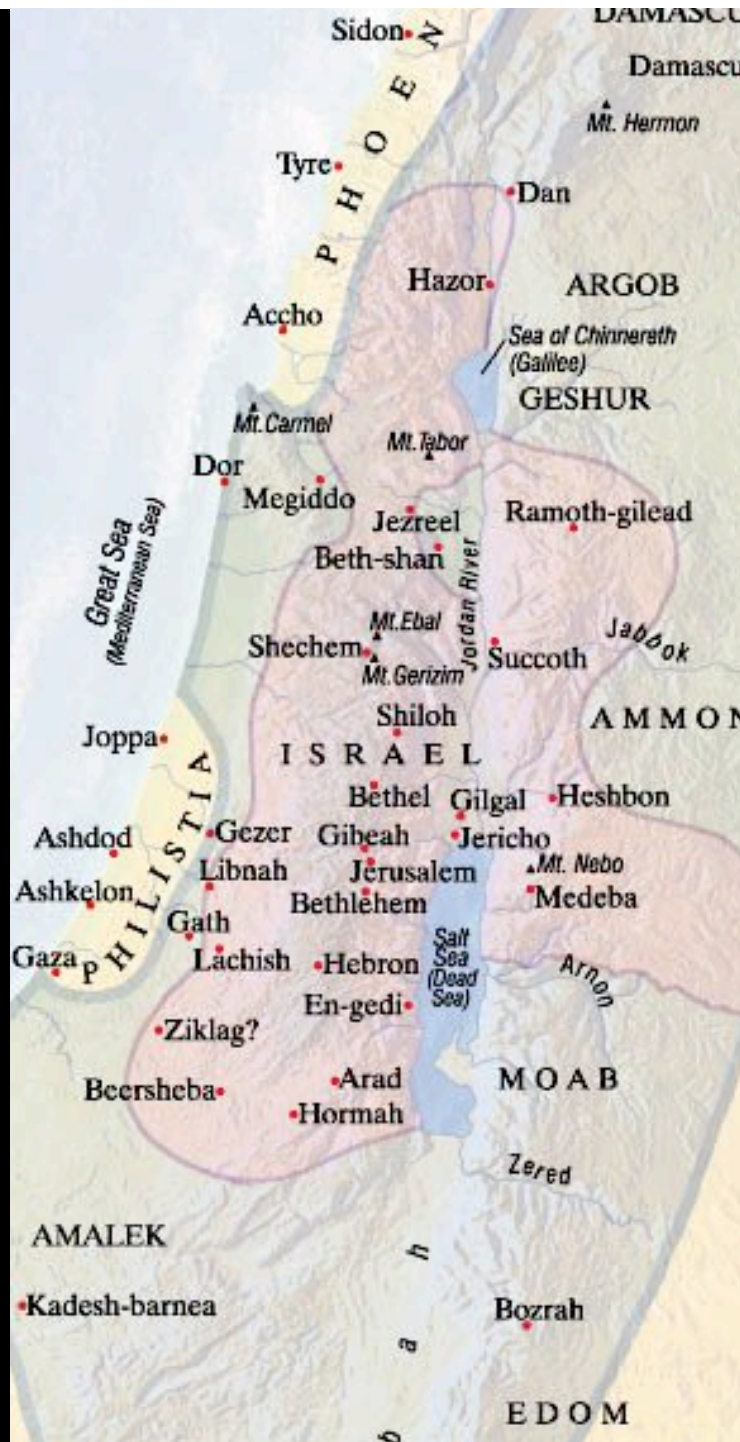 DAMASCU
Sidon
Damascu
Mt. Hermon
PHOEN
Tyre
Dan
Hazor
ARGOB
Accho
Sea of Chinnereth
(Galilee)
GESHUR
Mt. Carmel
Mt. Tabor
Dor
Megiddo
Jezreel
Ramoth-gilead
Great Sea
(Mediterranean Sea)
Beth-shan
Jordan River
Mt. Ebal
Jabbok
Shechem
Succoth
Mt. Gerizim
Shiloh
AMMON
Joppa
ISRAEL
Bethel
Gilgal
Heshbon
PHILISTIA
Ashdod
Gezer
Gibeah
Jericho
Libnah
Jerusalem
Mt. Nebo
Ashkelon
Bethlehem
Medeba
Gath
Gaza
Lachish
Hebron
Salt
Sea
(Dead
Sea)
Arnon
En-gedi
Ziklag?
Beersheba
Arad
MOAB
Hormah
Zered
AMALEK
Kadesh-barnea
Bozrah
b a h
EDOM